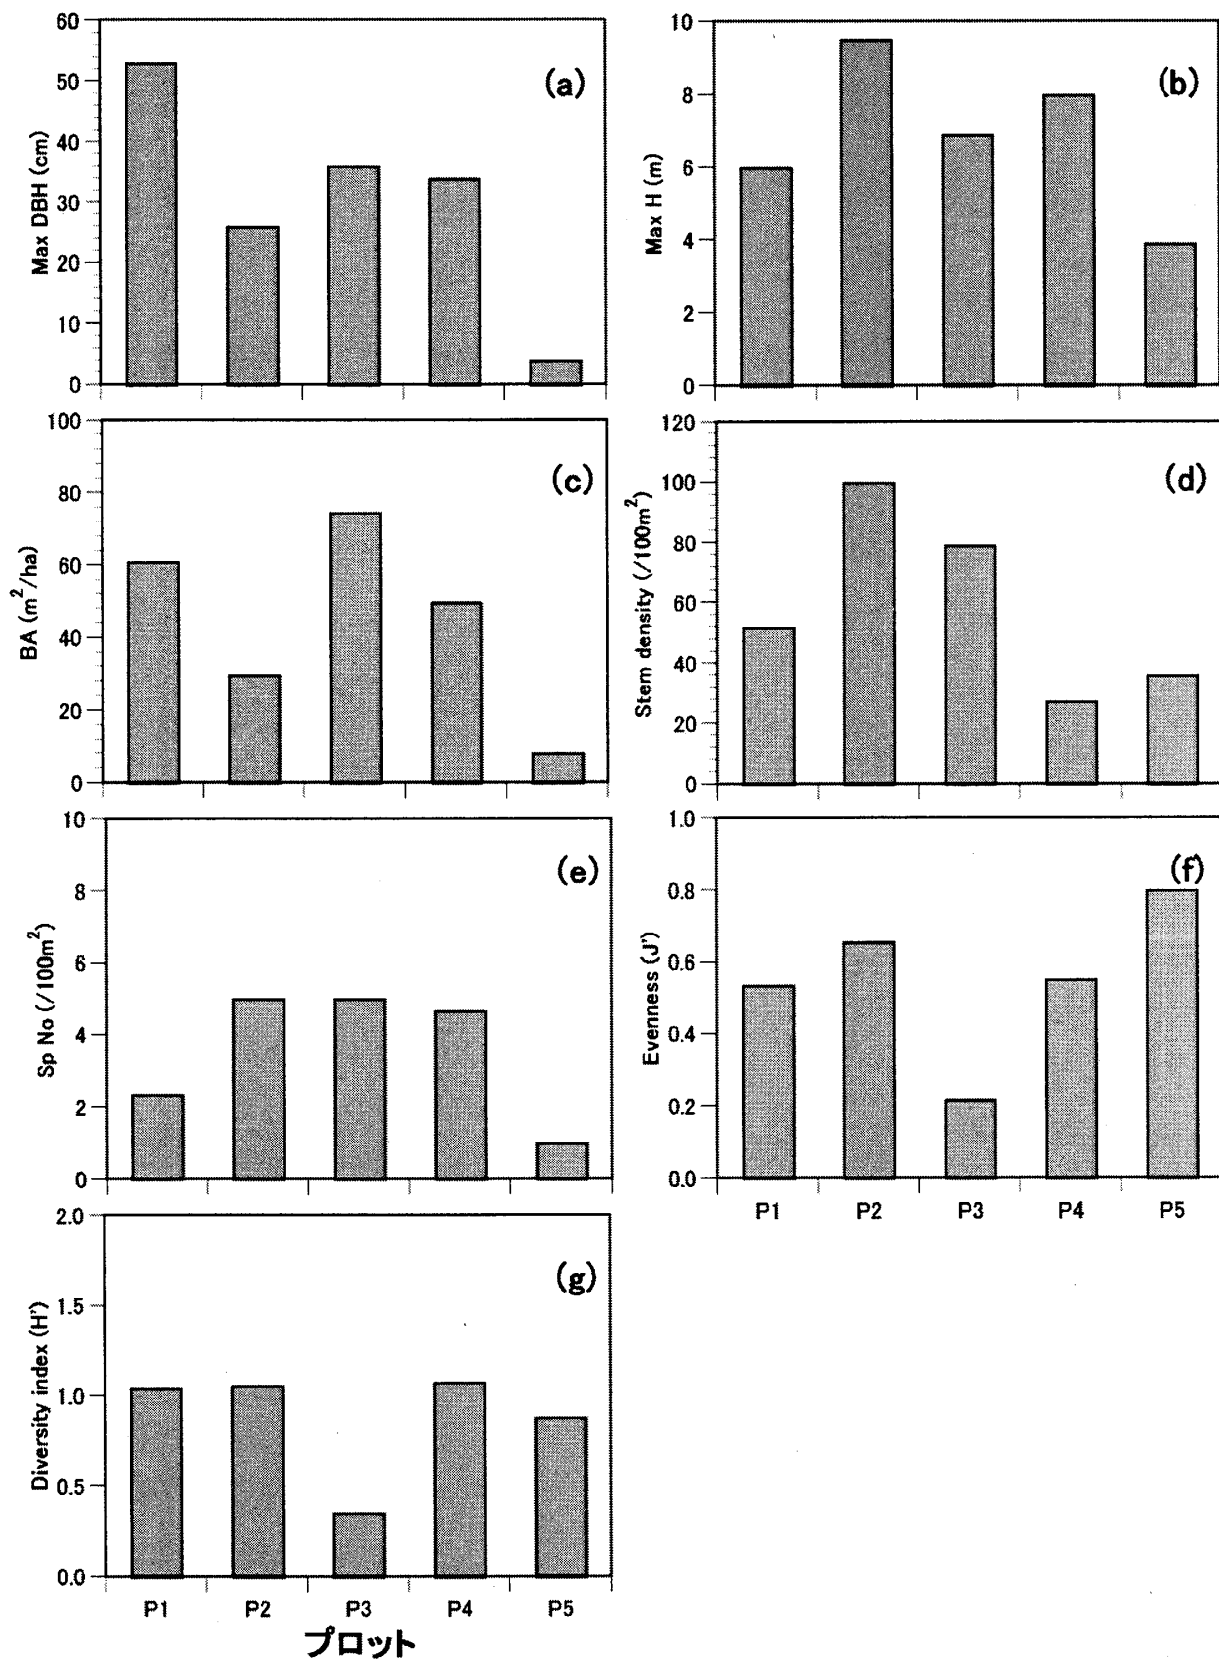 60
50
40
30
20
10
0
Max DBH (cm)
(a)
10
8
6
4
2
0
Max H (m)
(b)
100
80
60
40
20
0
BA (m²/ha)
(c)
120
100
80
60
40
20
0
Stem density (/100m²)
(d)
10
8
6
4
2
0
Sp No (/100m²)
(e)
1.0
0.8
0.6
0.4
0.2
0.0
Evenness (J')
(f)
P1 P2 P3 P4 P5
2.0
1.5
1.0
0.5
0.0
Diversity index (H')
(g)
P1 P2 P3 P4 P5
プロット